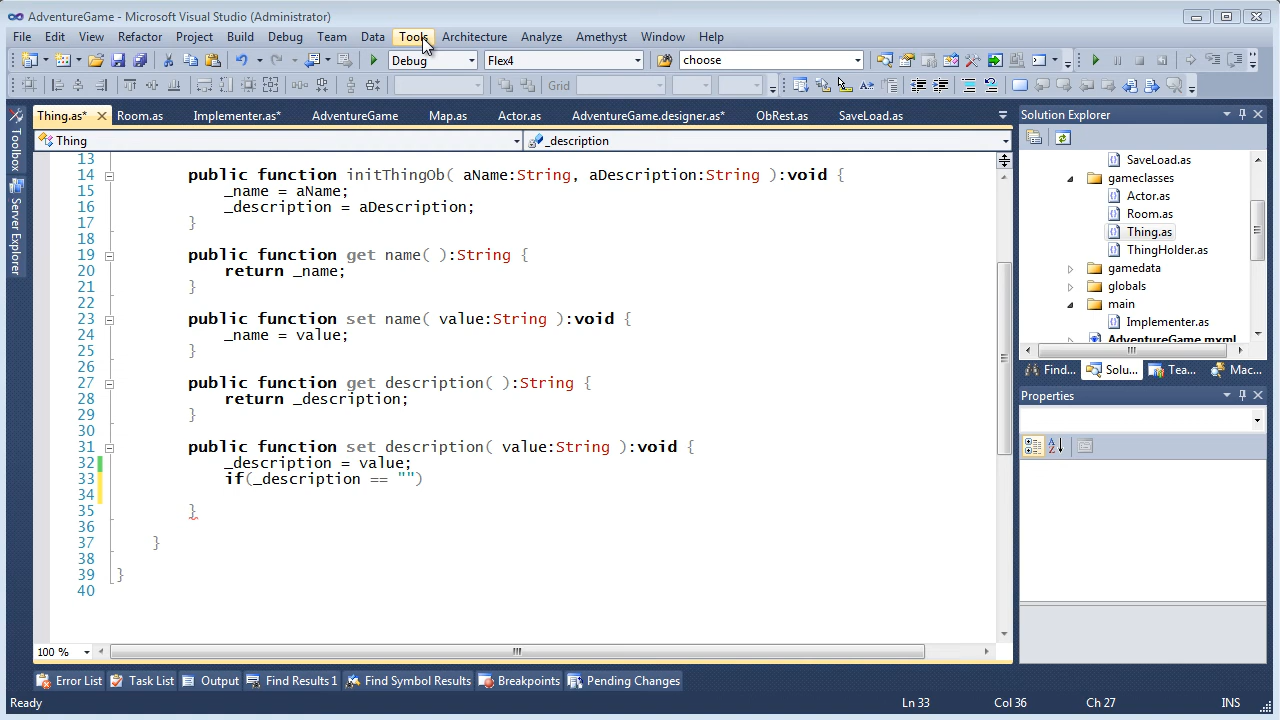 AdventureGame - Microsoft Visual Studio (Administrator)
File Edit View Refactor Project Build Debug Team Data Tools Architecture Analyze Amethyst Window Help
Debug Flex4 choose
Grid
Thing.as* Room.as Implementer.as* AdventureGame Map.as Actor.as AdventureGame.designer.as* ObRest.as SaveLoad.as
Thing _description
Toolbox
Server Explorer
13
14 public function initThingOb( aName:String, aDescription:String ):void {
15 _name = aName;
16 _description = aDescription;
17 }
18
19 public function get name( ):String {
20 return _name;
21 }
22
23 public function set name( value:String ):void {
24 _name = value;
25 }
26
27 public function get description( ):String {
28 return _description;
29 }
30
31 public function set description( value:String ):void {
32 _description = value;
33 if(_description == "")
34
35 }
36
37 }
38
39 }
40
100 %
Solution Explorer
SaveLoad.as
gameclasses
Actor.as
Room.as
Thing.as
ThingHolder.as
gamedata
globals
main
Implementer.as
AdventureGame.mxml
Find... Solu... Tea... Mac...
Properties
Error List Task List Output Find Results 1 Find Symbol Results Breakpoints Pending Changes
Ready Ln 33 Col 36 Ch 27 INS